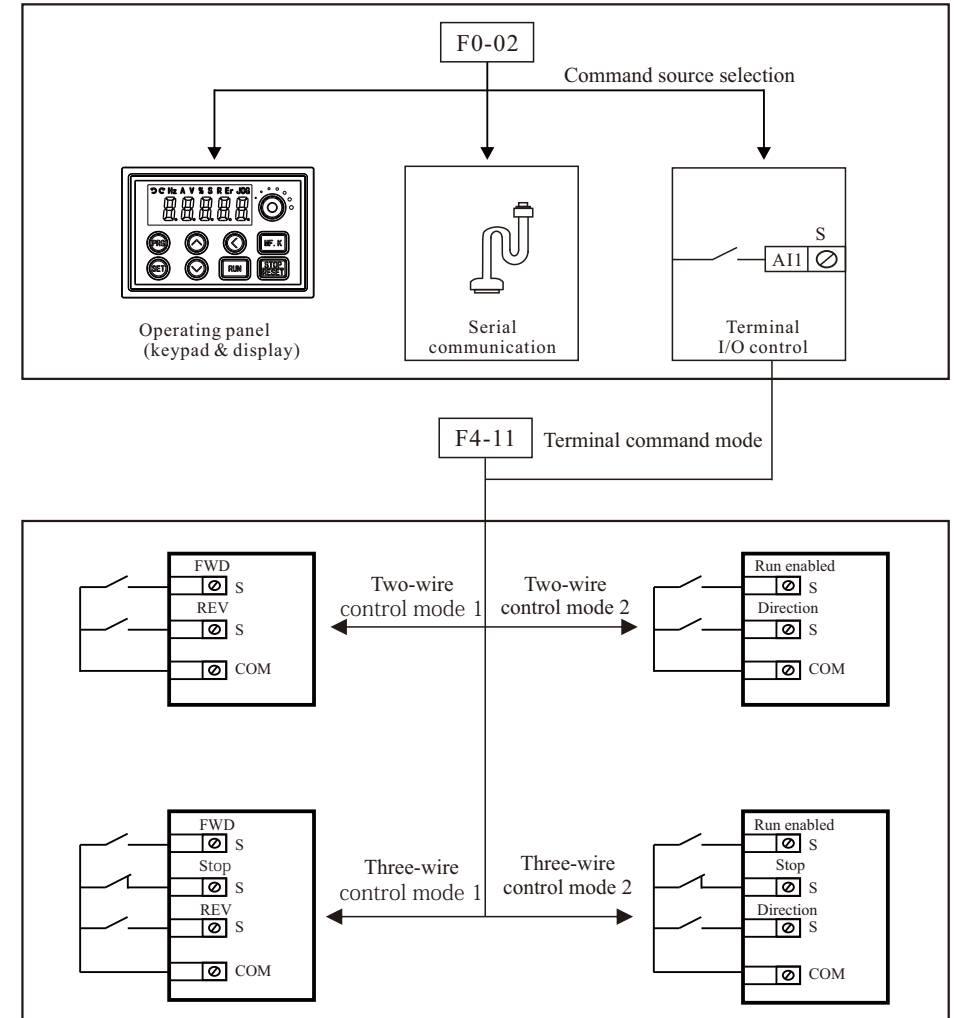 F0-02
Command source selection
Hz A V % S R Er JOG
PRG
MF.K
SET
RUN
STOP
RESET
S
AI1
Operating panel
(keypad & display)
Serial
communication
Terminal
I/O control
F4-11
Terminal command mode
FWD
S
REV
S
COM
Two-wire
control mode 1
Two-wire
control mode 2
Run enabled
S
Direction
S
COM
FWD
S
Stop
S
REV
S
COM
Three-wire
control mode 1
Three-wire
control mode 2
Run enabled
S
Stop
S
Direction
S
COM